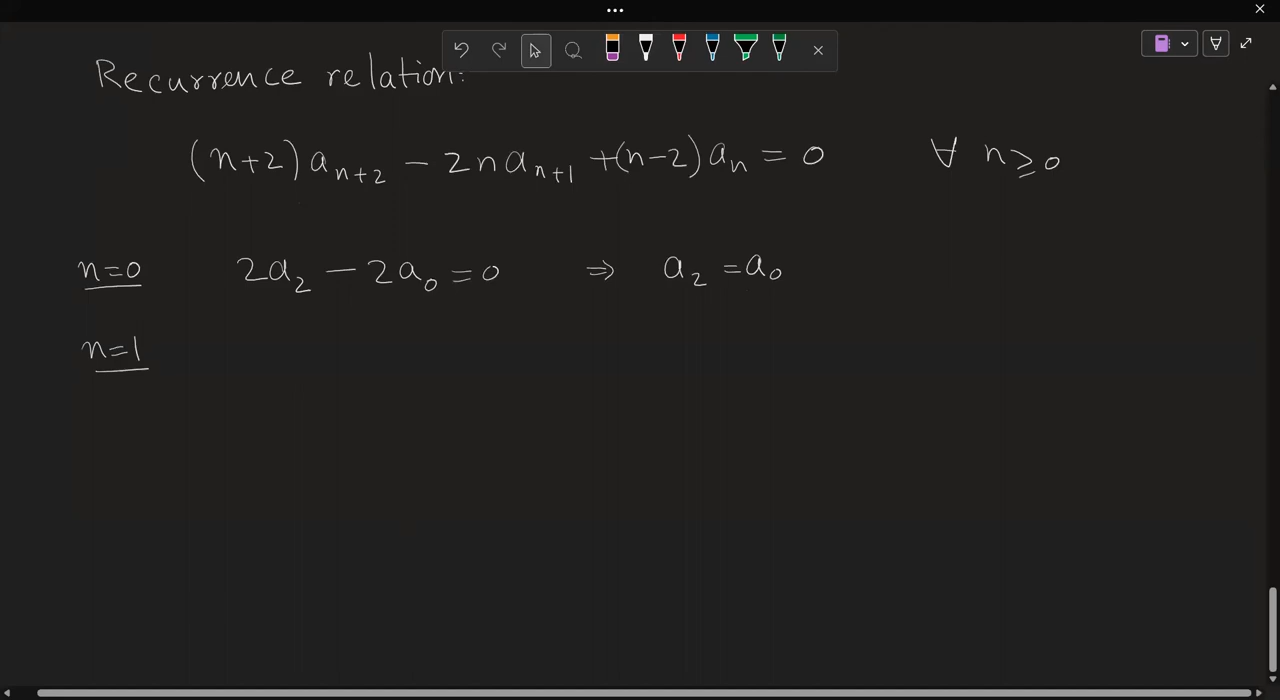 Recurrence relation:
(n+2) a_{n+2} - 2n a_{n+1} + (n-2) a_n = 0 ∀ n ≥ 0
n=0 2a_2 - 2a_0 = 0 ⇒ a_2 = a_0
n=1